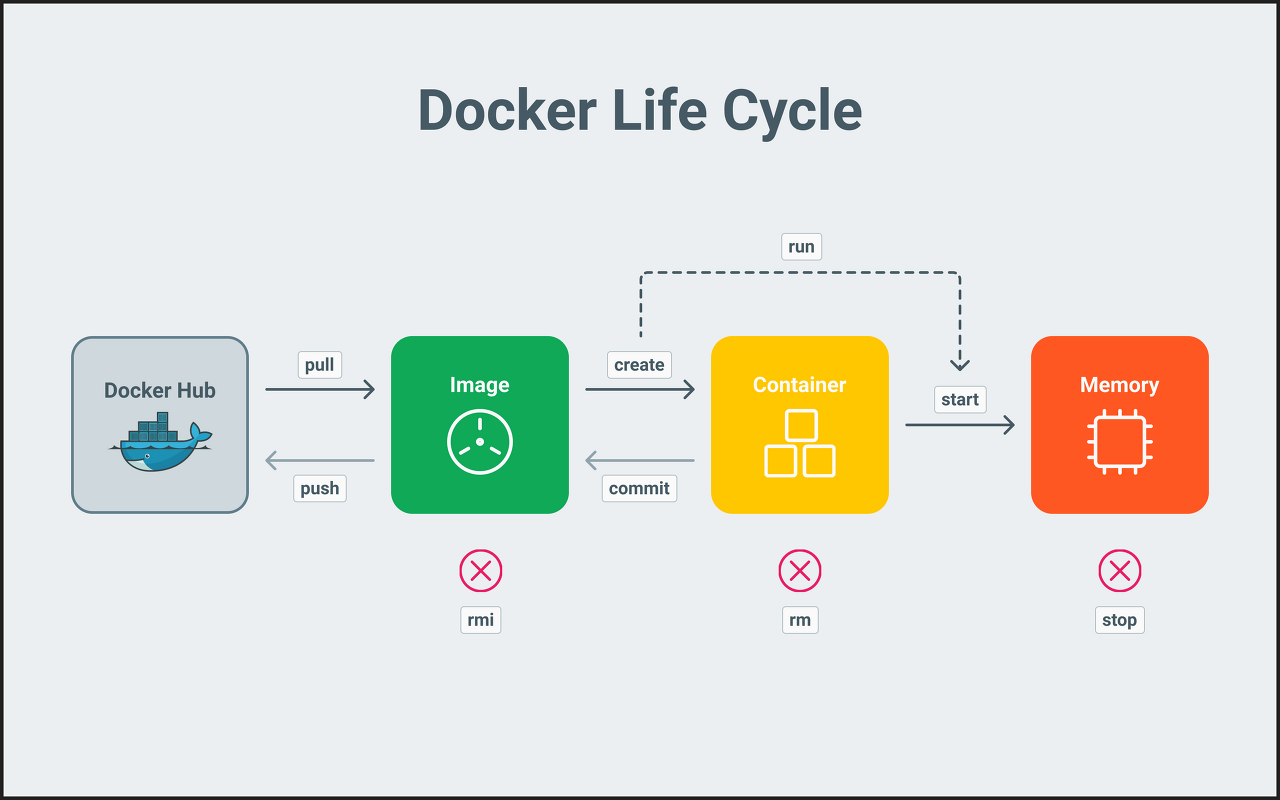 Docker Life Cycle
run
pull
create
start
Docker Hub
Image
Container
Memory
push
commit
rmi
rm
stop